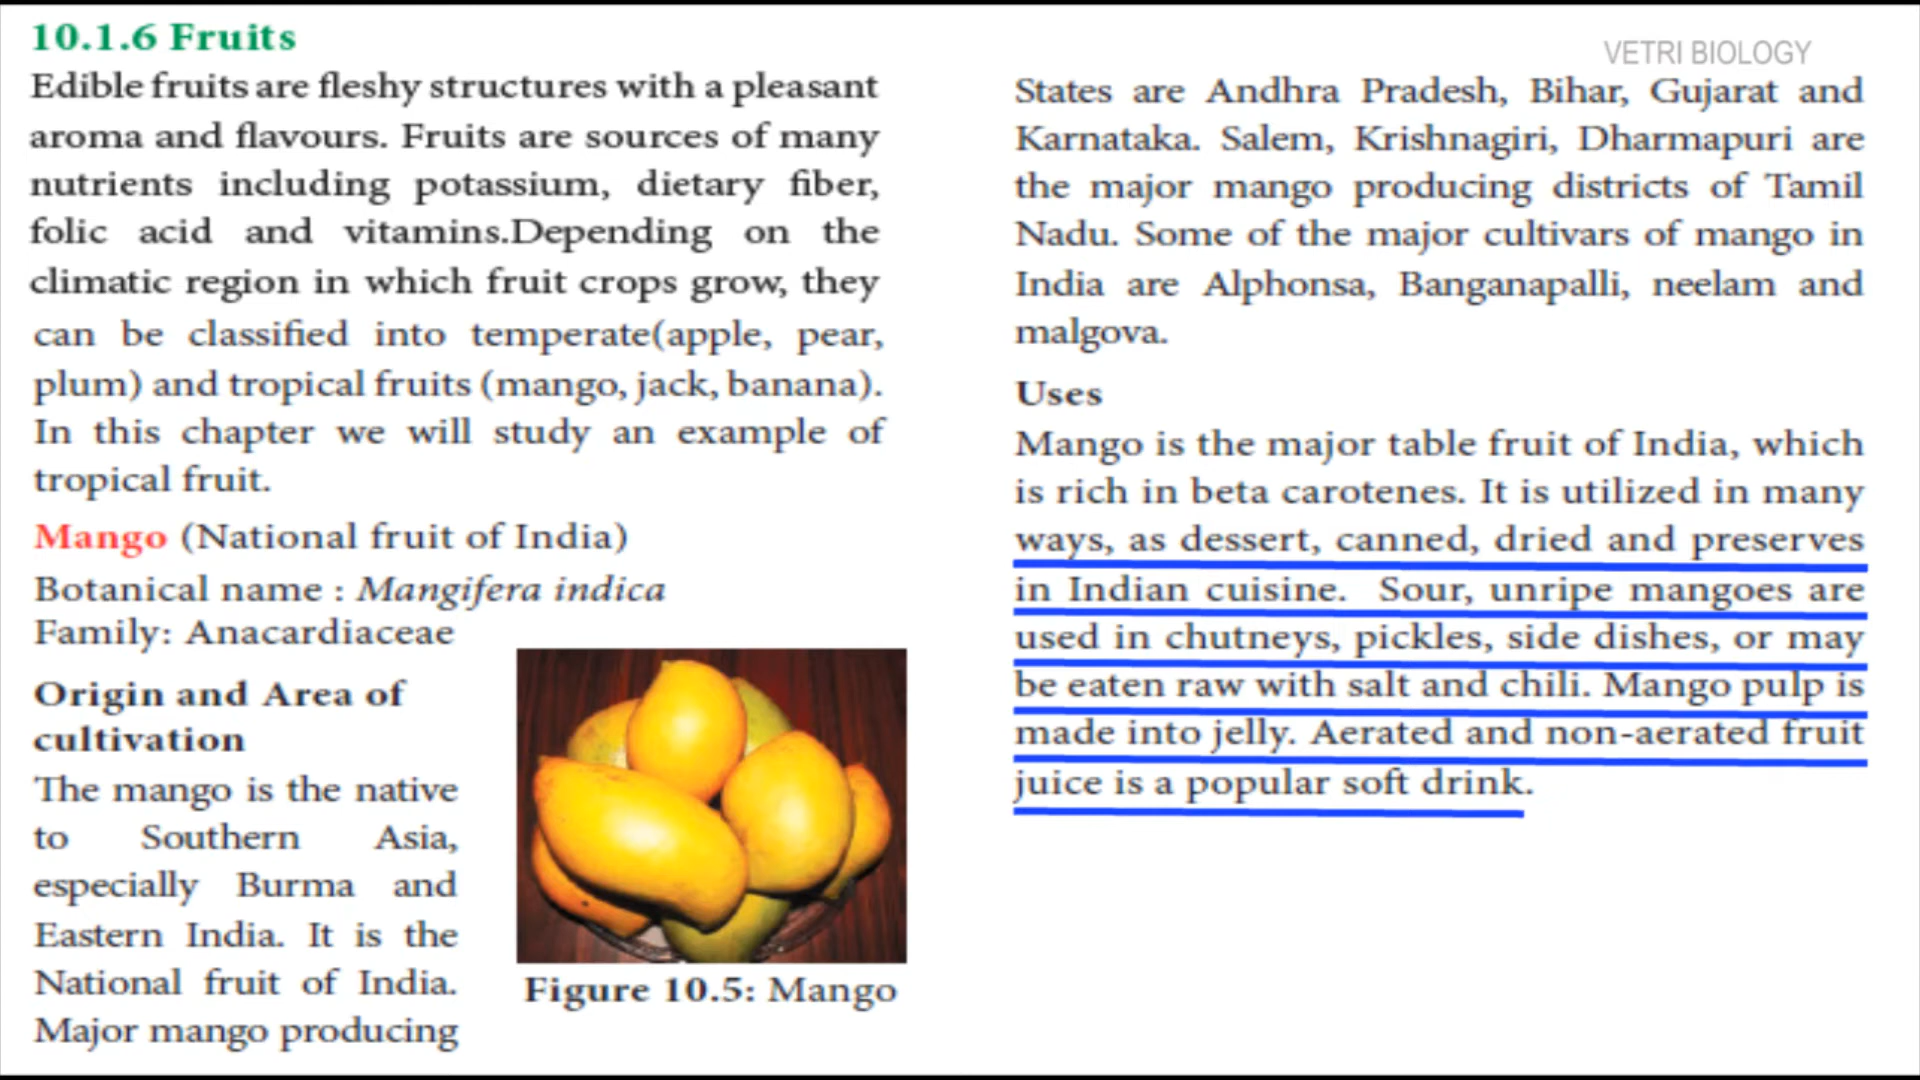 10.1.6 Fruits
Edible fruits are fleshy structures with a pleasant
aroma and flavours. Fruits are sources of many
nutrients including potassium, dietary fiber,
folic acid and vitamins.Depending on the
climatic region in which fruit crops grow, they
can be classified into temperate(apple, pear,
plum) and tropical fruits (mango, jack, banana).
In this chapter we will study an example of
tropical fruit.
Mango (National fruit of India)
Botanical name : Mangifera indica
Family: Anacardiaceae
Origin and Area of
cultivation
The mango is the native
to Southern Asia,
especially Burma and
Eastern India. It is the
National fruit of India.
Major mango producing
Figure 10.5: Mango
VETRI BIOLOGY
States are Andhra Pradesh, Bihar, Gujarat and
Karnataka. Salem, Krishnagiri, Dharmapuri are
the major mango producing districts of Tamil
Nadu. Some of the major cultivars of mango in
India are Alphonsa, Banganapalli, neelam and
malgova.
Uses
Mango is the major table fruit of India, which
is rich in beta carotenes. It is utilized in many
ways, as dessert, canned, dried and preserves
in Indian cuisine. Sour, unripe mangoes are
used in chutneys, pickles, side dishes, or may
be eaten raw with salt and chili. Mango pulp is
made into jelly. Aerated and non-aerated fruit
juice is a popular soft drink.